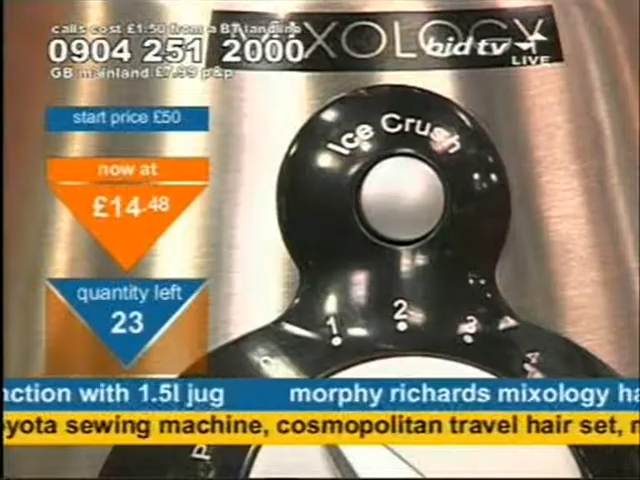 calls cost £1.50 from a BT landline
0904 251 2000
GB mainland £7.99 p&p
XOLOGY
bid tv
LIVE
start price £50
now at
£14.48
quantity left
23
Ice Crush
1
2
3
nction with 1.5l jug morphy richards mixology ha
oyota sewing machine, cosmopolitan travel hair set,